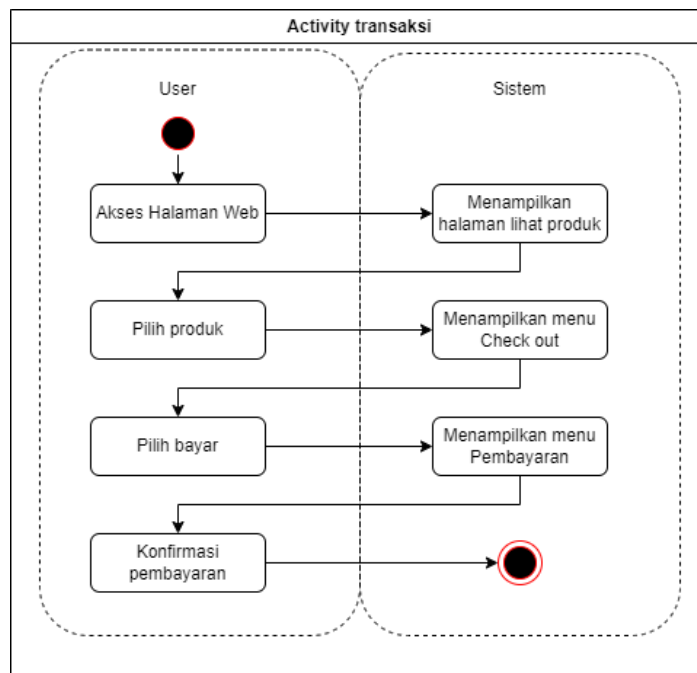 Activity transaksi
User
Sistem
Akses Halaman Web
Menampilkan
halaman lihat produk
Pilih produk
Menampilkan menu
Check out
Pilih bayar
Menampilkan menu
Pembayaran
Konfirmasi
pembayaran